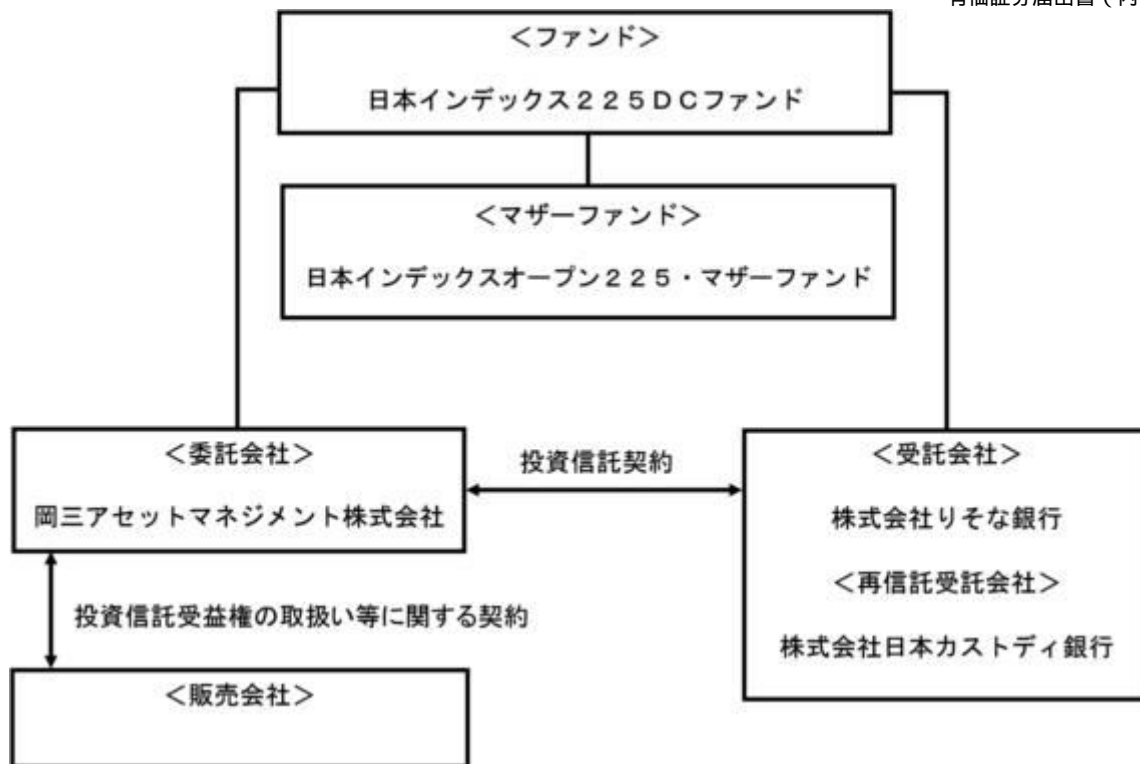 有価証券届出書（内
＜ファンド＞
日本インデックス２２５ＤＣファンド
＜マザーファンド＞
日本インデックスオープン２２５・マザーファンド
＜委託会社＞
岡三アセットマネジメント株式会社
投資信託契約
＜受託会社＞
株式会社りそな銀行
＜再信託受託会社＞
株式会社日本カストディ銀行
投資信託受益権の取扱い等に関する契約
＜販売会社＞